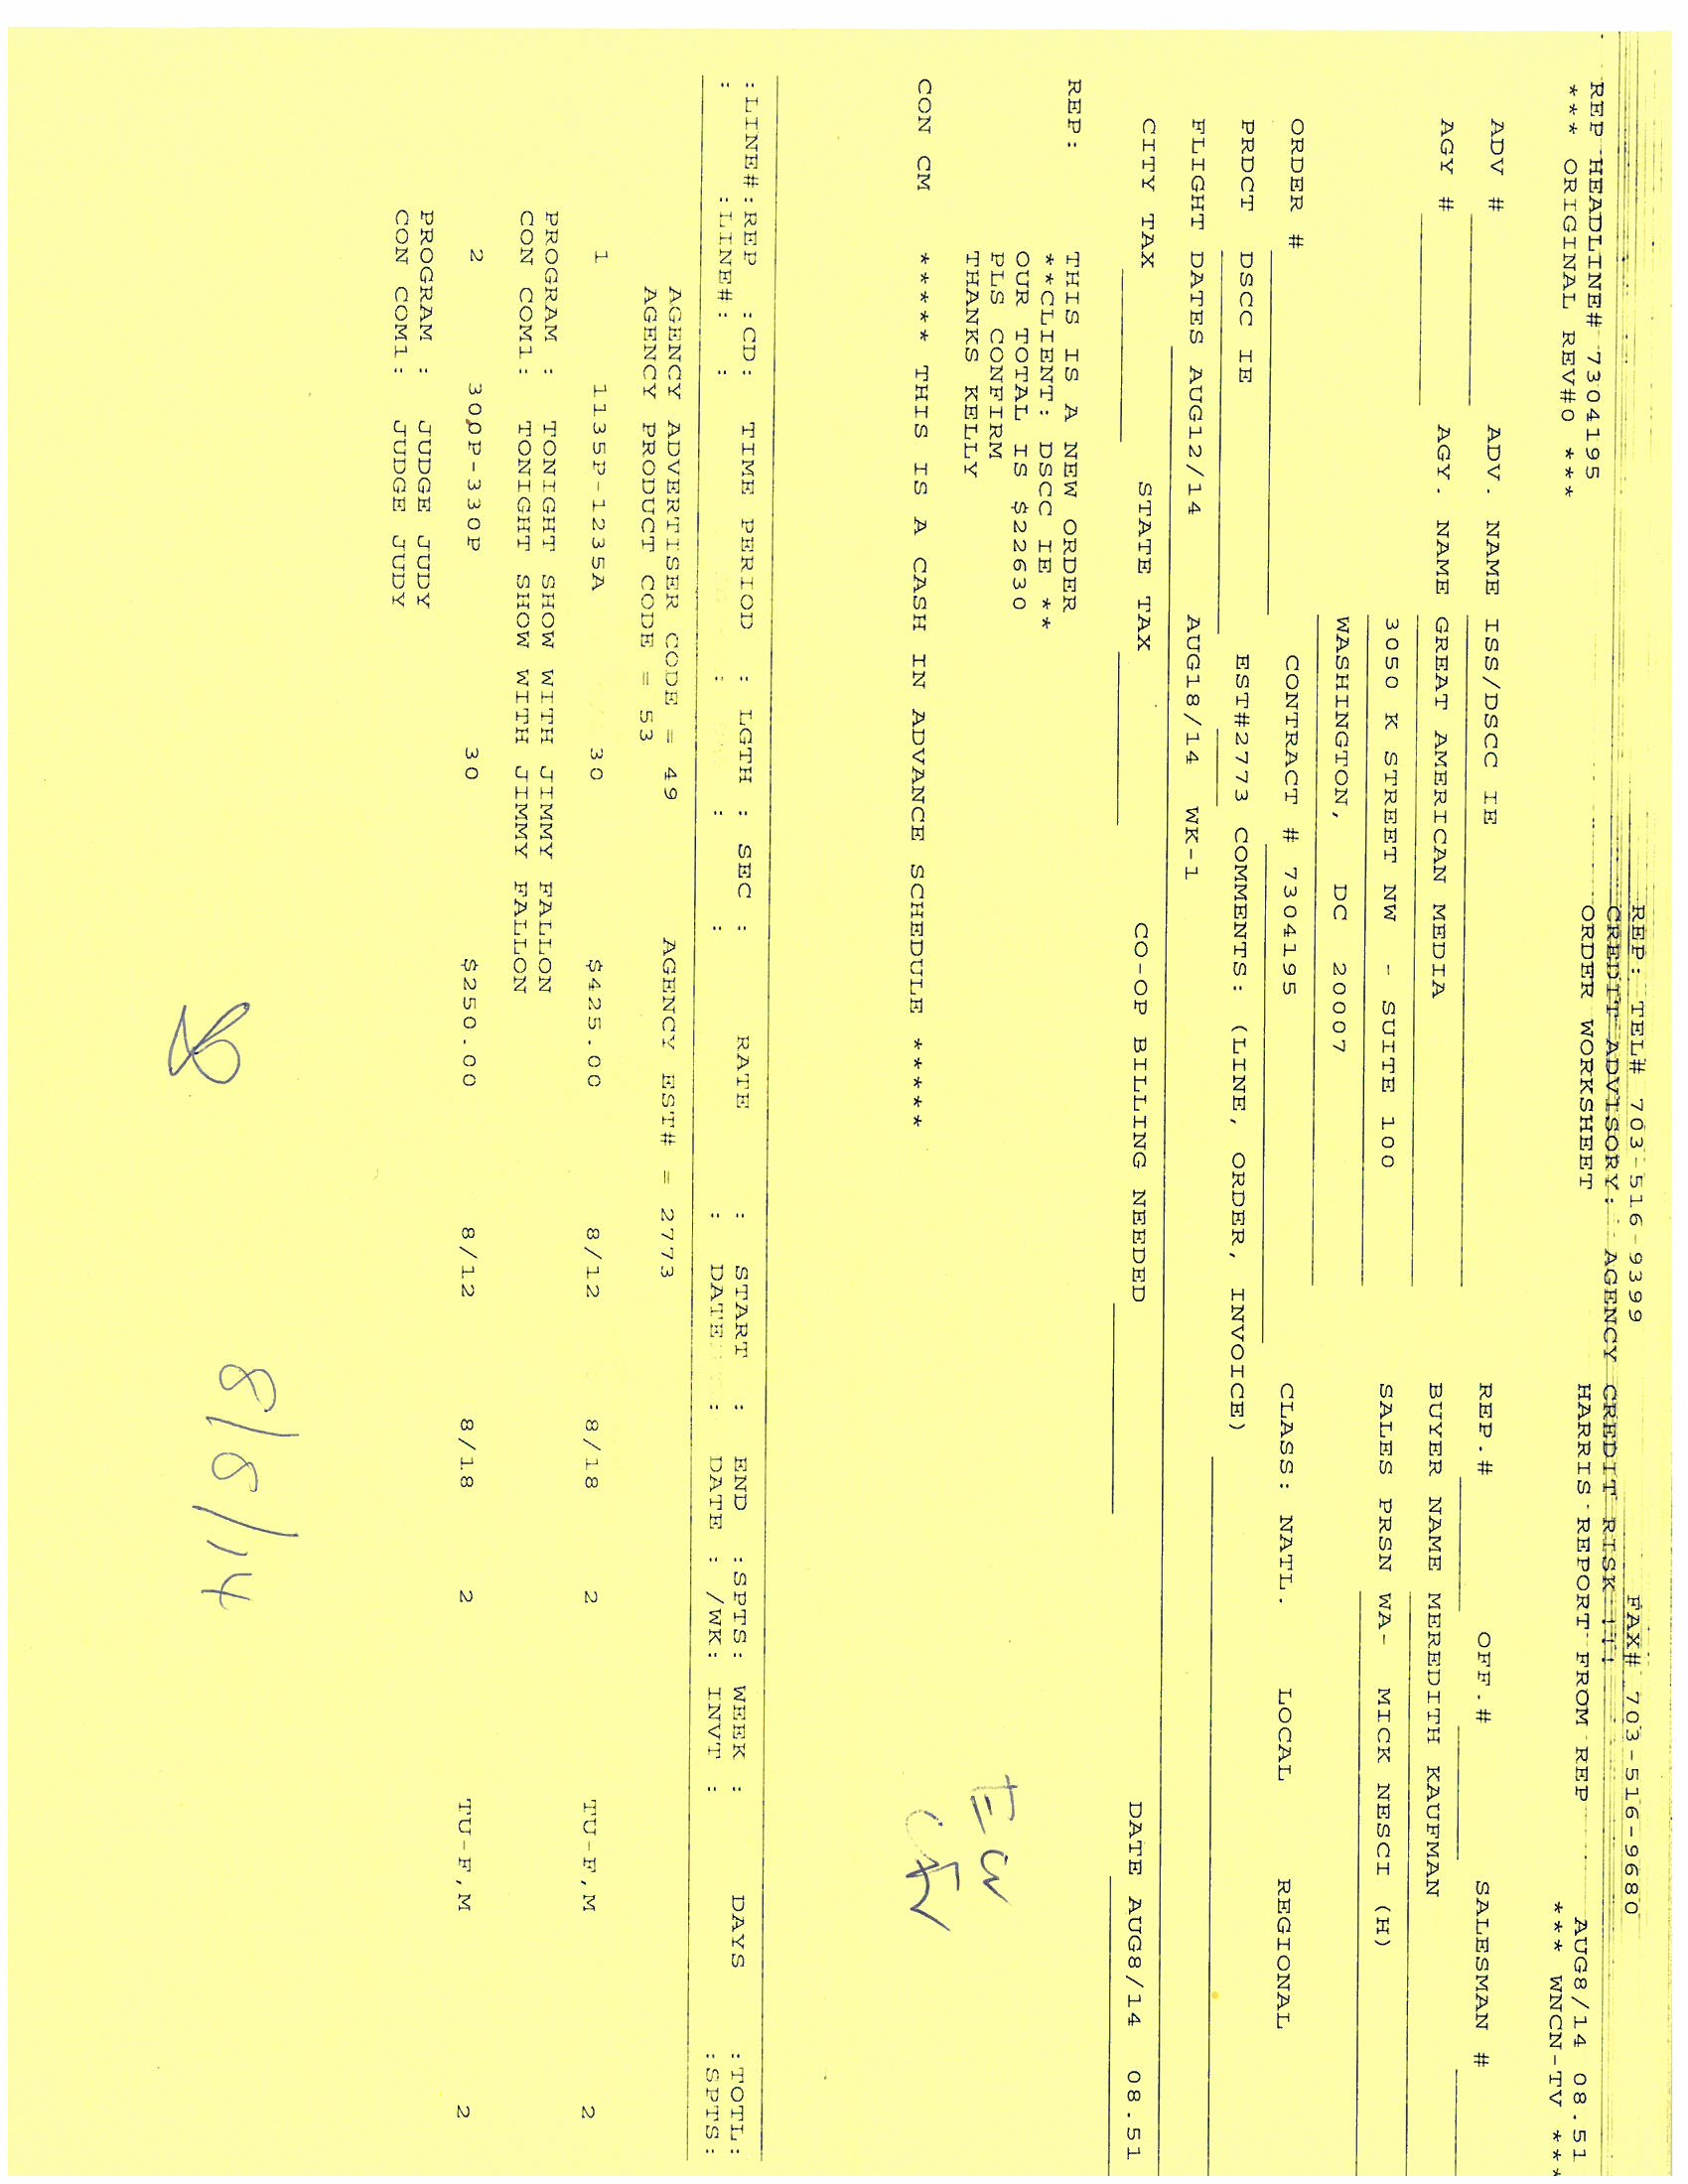 REP: TEL# 703-516-9399 FAX# 703-516-9680
CREDIT ADVISORY: AGENCY CREDIT RISK !!!
REP HEADLINE# 7304195 ORDER WORKSHEET HARRIS REPORT FROM REP AUG8/14 08.51
*** ORIGINAL REV#0 *** *** WNCN-TV ***
ADV # ADV. NAME ISS/DSCC IE REP.# OFF.# SALESMAN #
AGY # AGY. NAME GREAT AMERICAN MEDIA BUYER NAME MEREDITH KAUFMAN
3050 K STREET NW - SUITE 100 SALES PRSN WA- MICK NESCI (H)
WASHINGTON, DC 20007
ORDER # CONTRACT # 7304195 CLASS: NATL. LOCAL REGIONAL
PRDCT DSCC IE EST#2773 COMMENTS: (LINE, ORDER, INVOICE)
FLIGHT DATES AUG12/14 AUG18/14 WK-1
CITY TAX STATE TAX CO-OP BILLING NEEDED DATE AUG8/14 08.51
REP: THIS IS A NEW ORDER
**CLIENT: DSCC IE **
OUR TOTAL IS $22630
PLS CONFIRM
THANKS KELLY
CON CM ***** THIS IS A CASH IN ADVANCE SCHEDULE *****
:LINE#:REP :CD: TIME PERIOD : LGTH : SEC : RATE : START : END :SPTS: WEEK : DAYS :TOTL:
: :LINE#: : : : : : DATE : DATE : /WK: INVT : :SPTS:
AGENCY ADVERTISER CODE = 49 AGENCY EST# = 2773
AGENCY PRODUCT CODE = 53
1 1135P-1235A 30 $425.00 8/12 8/18 2 TU-F,M 2
PROGRAM : TONIGHT SHOW WITH JIMMY FALLON
CON COM1: TONIGHT SHOW WITH JIMMY FALLON
2 300P-330P 30 $250.00 8/12 8/18 2 TU-F,M 2
PROGRAM : JUDGE JUDY
CON COM1: JUDGE JUDY
8/8/14